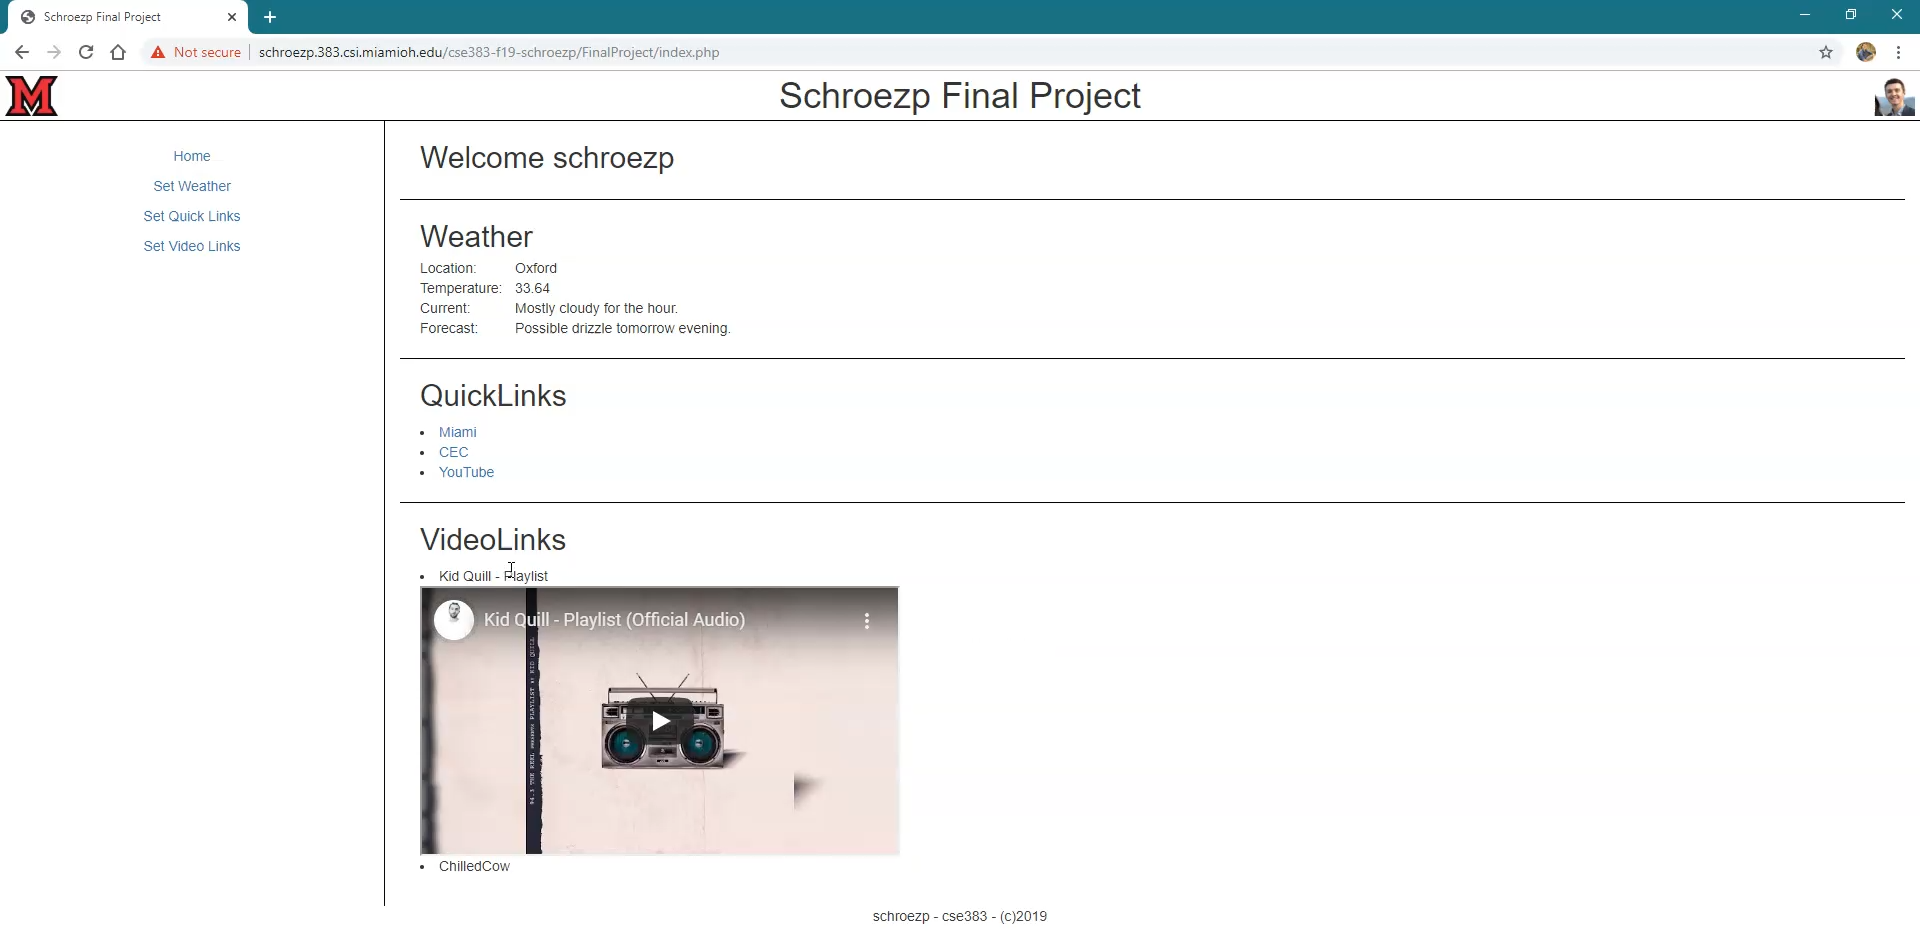 Schroezp Final Project
Not secure
schroezp.383.csi.miamioh.edu/cse383-f19-schroezp/FinalProject/index.php
M
Schroezp Final Project
Home
Set Weather
Set Quick Links
Set Video Links
Welcome schroezp
Weather
Location: Oxford
Temperature: 33.64
Current: Mostly cloudy for the hour.
Forecast: Possible drizzle tomorrow evening.
QuickLinks
Miami
CEC
YouTube
VideoLinks
Kid Quill - Playlist
Kid Quill - Playlist (Official Audio)
ChilledCow
schroezp - cse383 - (c)2019